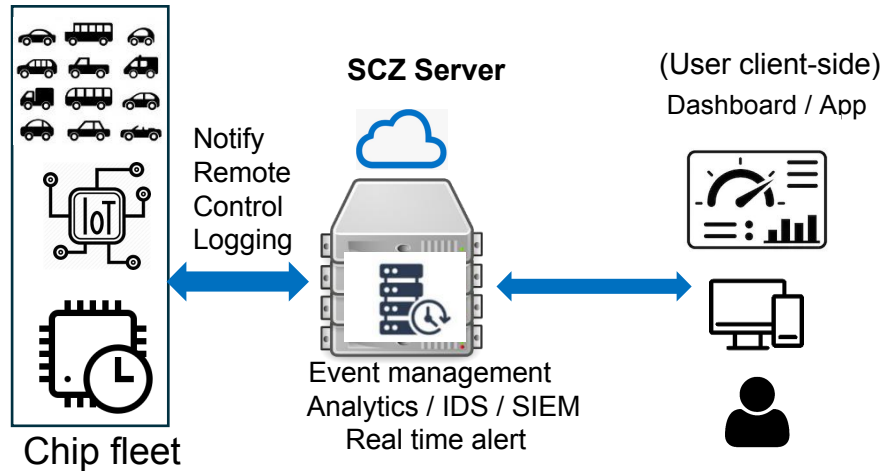 SCZ Server
(User client-side)
Dashboard / App
Notify
Remote
Control
Logging
IoT
Event management
Analytics / IDS / SIEM
Real time alert
Chip fleet